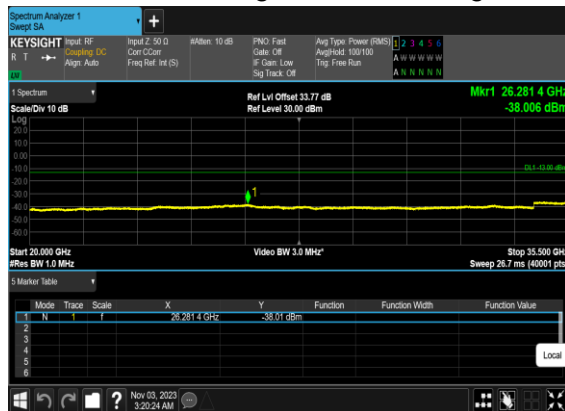 Spectrum Analyzer 1
Swept SA
+
KEYSIGHT Input: RF Input Z: 50 Ω #Atten: 10 dB PNO: Fast Avg Type: Power (RMS) 1 2 3 4 5 6
R T Coupling: DC Corr CCorr Gate: Off Avg|Hold: 100/100 A W W W W W
Align: Auto Freq Ref: Int (S) IF Gain: Low Trig: Free Run
LW Sig Track: Off A N N N N N
1 Spectrum Ref Lvl Offset 33.77 dB Mkr1 26.281 4 GHz
Scale/Div 10 dB Ref Level 30.00 dBm -38.006 dBm
Log
20.0
10.0
0.00
-10.0 DL1 -13.00 dBm
-20.0
-30.0 1
-40.0
-50.0
-60.0
Start 20.000 GHz Video BW 3.0 MHz* Stop 35.500 GHz
#Res BW 1.0 MHz Sweep 26.7 ms (40001 pts)
5 Marker Table
Mode Trace Scale X Y Function Function Width Function Value
1 N 1 f 26.281 4 GHz -38.01 dBm
2
3
4
5
6
Local
? Nov 03, 2023
3:20:24 AM